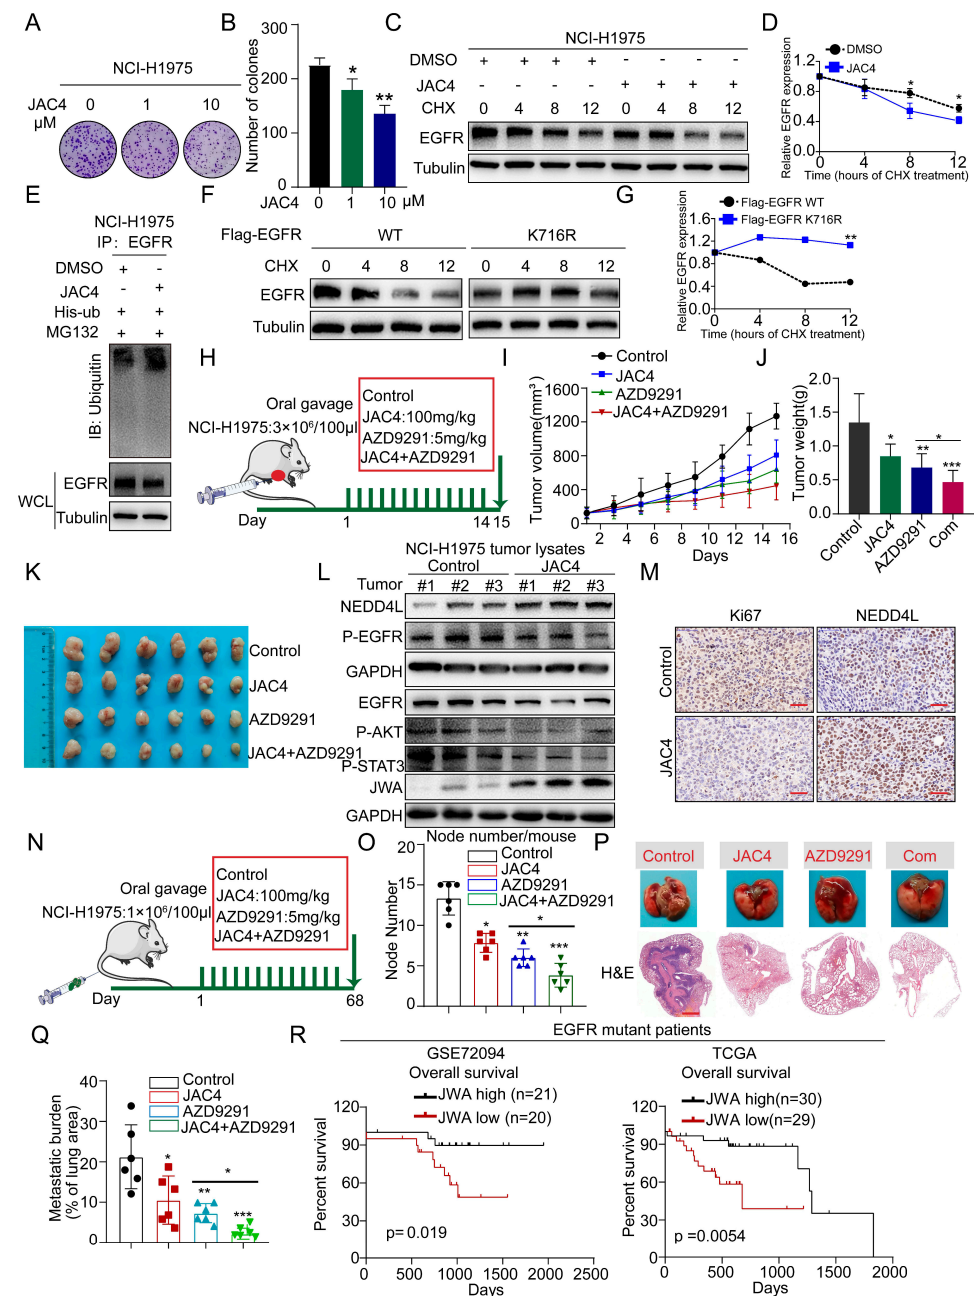 A
NCI-H1975
JAC4
μM
0 1 10
B
Number of colones
300
200
100
0
*
**
JAC4 0 1 10 μM
C
NCI-H1975
DMSO + + + + - - - -
JAC4 - - - - + + + +
CHX 0 4 8 12 0 4 8 12
EGFR
Tubulin
D
DMSO
JAC4
Relative EGFR expression
1.2
0.8
0.4
0.0
*
*
0 4 8 12
Time (hours of CHX treatment)
E
NCI-H1975
IP: EGFR
DMSO + -
JAC4 - +
His-ub + +
MG132 + +
IB: Ubiquitin
WCL
EGFR
Tubulin
F
Flag-EGFR WT K716R
CHX 0 4 8 12 0 4 8 12
EGFR
Tubulin
G
Flag-EGFR WT
Flag-EGFR K716R
Relative EGFR expression
1.6
1.2
0.8
0.4
0.0
**
0 4 8 12
Time (hours of CHX treatment)
H
Oral gavage
NCI-H1975:3×10⁶/100μl
Control
JAC4:100mg/kg
AZD9291:5mg/kg
JAC4+AZD9291
Day 1 14 15
I
Control
JAC4
AZD9291
JAC4+AZD9291
Tumor volume(mm³)
1600
1200
800
400
0
2 4 6 8 10 12 14 16
Days
J
Tumor weight(g)
2.0
1.5
1.0
0.5
0.0
*
**
*
***
Control
JAC4
AZD9291
Com
K
Control
JAC4
AZD9291
JAC4+AZD9291
L
NCI-H1975 tumor lysates
Control JAC4
Tumor #1 #2 #3 #1 #2 #3
NEDD4L
P-EGFR
GAPDH
EGFR
P-AKT
P-STAT3
JWA
GAPDH
M
Ki67 NEDD4L
Control
JAC4
N
Oral gavage
NCI-H1975:1×10⁶/100μl
Control
JAC4:100mg/kg
AZD9291:5mg/kg
JAC4+AZD9291
Day 1 68
O
Node number/mouse
Control
JAC4
AZD9291
JAC4+AZD9291
Node Number
20
15
10
5
0
*
**
*
***
P
Control JAC4 AZD9291 Com
H&E
Q
Control
JAC4
AZD9291
JAC4+AZD9291
Metastatic burden
(% of lung area)
40
30
20
10
0
*
**
*
***
R
EGFR mutant patients
GSE72094
Overall survival
JWA high (n=21)
JWA low (n=20)
Percent survival
120
90
60
30
0
p= 0.019
0 500 1000 1500 2000 2500
Days
TCGA
Overall survival
JWA high(n=30)
JWA low(n=29)
Percent survival
120
90
60
30
0
p =0.0054
0 500 1000 1500 2000
Days